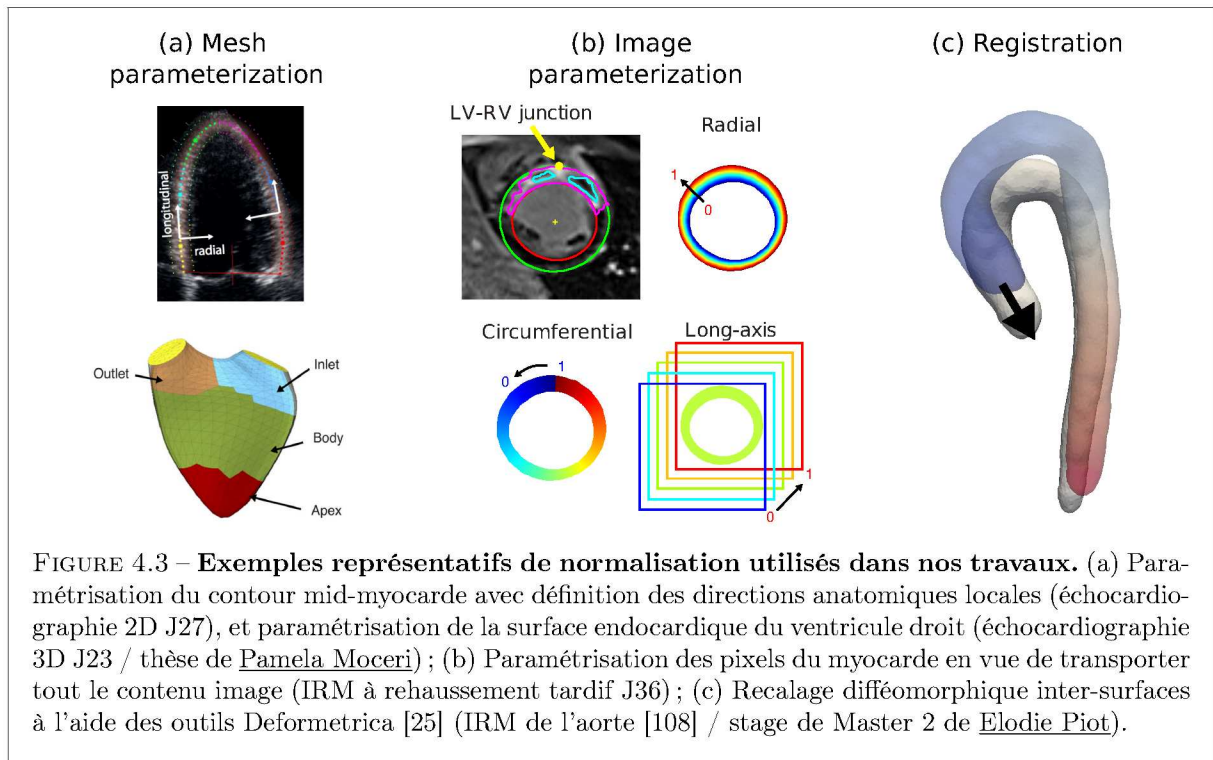 (a) Mesh
parameterization
longitudinal
radial
Outlet
Inlet
Body
Apex
(b) Image
parameterization
LV-RV junction
Radial
1
0
Circumferential
0
1
Long-axis
1
0
(c) Registration
FIGURE 4.3 – Exemples représentatifs de normalisation utilisés dans nos travaux. (a) Para-
métrisation du contour mid-myocarde avec définition des directions anatomiques locales (échocardio-
graphie 2D J27), et paramétrisation de la surface endocardique du ventricule droit (échocardiographie
3D J23 / thèse de Pamela Moceri) ; (b) Paramétrisation des pixels du myocarde en vue de transporter
tout le contenu image (IRM à rehaussement tardif J36) ; (c) Recalage difféomorphique inter-surfaces
à l'aide des outils Deformetrica [25] (IRM de l'aorte [108] / stage de Master 2 de Elodie Piot).